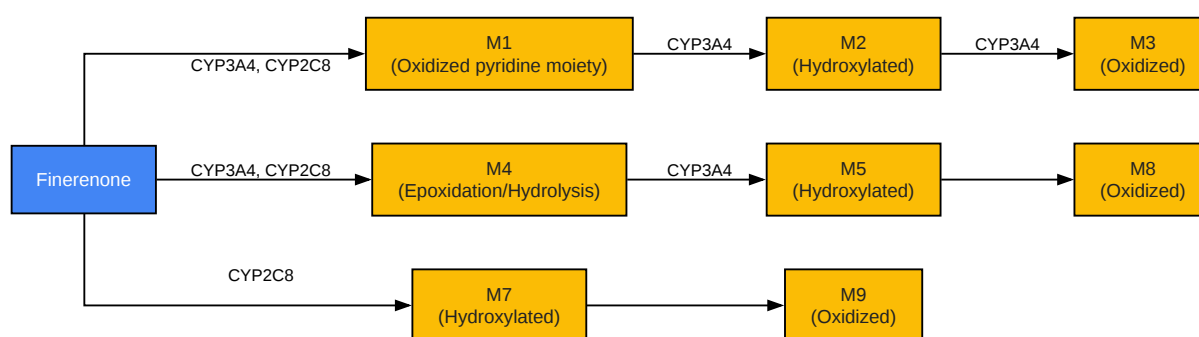 M1
(Oxidized pyridine moiety)
CYP3A4
M2
(Hydroxylated)
CYP3A4
M3
(Oxidized)
CYP3A4, CYP2C8
Finerenone
CYP3A4, CYP2C8
M4
(Epoxidation/Hydrolysis)
CYP3A4
M5
(Hydroxylated)
M8
(Oxidized)
CYP2C8
M7
(Hydroxylated)
M9
(Oxidized)